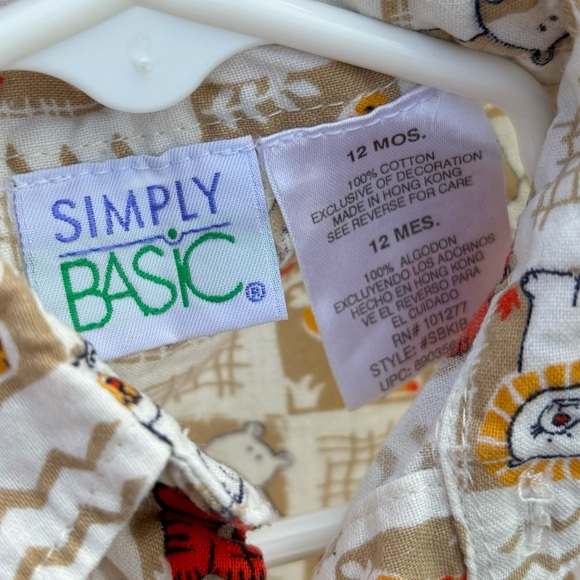 SIMPLY
BASIC®
12 MOS.
100% COTTON
EXCLUSIVE OF DECORATION
MADE IN HONG KONG
SEE REVERSE FOR CARE
12 MES.
100% ALGODON
EXCLUYENDO LOS ADORNOS
HECHO EN HONG KONG
VE EL REVERSO PARA
EL CUIDADO
RN# 101277
STYLE: #SBKIB
UPC: